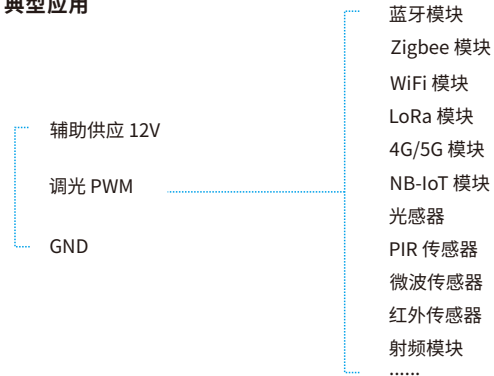 典型应用
辅助供应 12V
调光 PWM
GND
蓝牙模块
Zigbee 模块
WiFi 模块
LoRa 模块
4G/5G 模块
NB-IoT 模块
光感器
PIR 传感器
微波传感器
红外传感器
射频模块
······